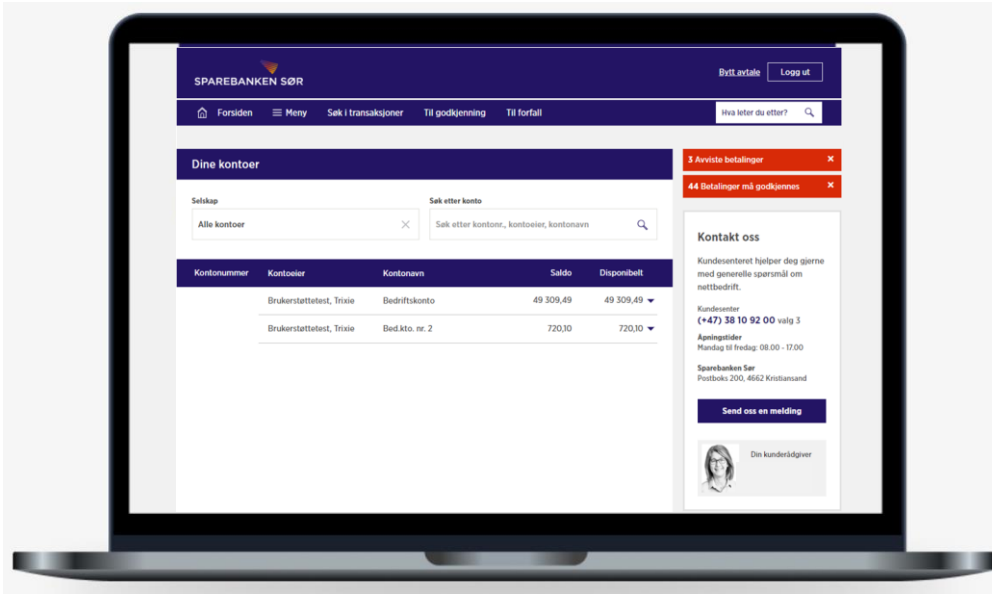 SPAREBANKEN SØR
Bytt avtale
Logg ut
Forsiden
Meny
Søk i transaksjoner
Til godkjenning
Til forfall
Hva leter du etter?
Dine kontoer
Selskap
Alle kontoer
Søk etter konto
Søk etter kontonr., kontoeier, kontonavn
Kontonummer Kontoeier Kontonavn Saldo Disponibelt
Brukerstøttetest, Trixie Bedriftskonto 49 309,49 49 309,49
Brukerstøttetest, Trixie Bed.kto. nr. 2 720,10 720,10
3 Avviste betalinger
44 Betalinger må godkjennes
Kontakt oss
Kundesenteret hjelper deg gjerne
med generelle spørsmål om
nettbedrift.
Kundesenter
(+47) 38 10 92 00 valg 3
Åpningstider
Mandag til fredag: 08.00 - 17.00
Sparebanken Sør
Postboks 200, 4662 Kristiansand
Send oss en melding
Din kunderådgiver